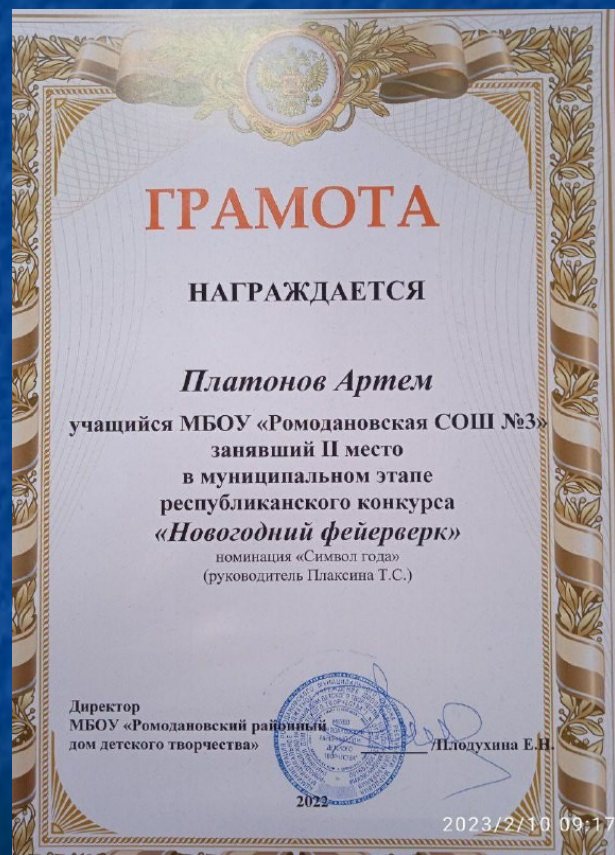 ГРАМОТА
НАГРАЖДАЕТСЯ
Платонов Артем
учащийся МБОУ «Ромодановская СОШ №3»
занявший II место
в муниципальном этапе
республиканского конкурса
«Новогодний фейерверк»
номинация «Символ года»
(руководитель Плаксина Т.С.)
Директор
МБОУ «Ромодановский районный
дом детского творчества» /Плодухина Е.Н.
2022
2023/2/10 09:17